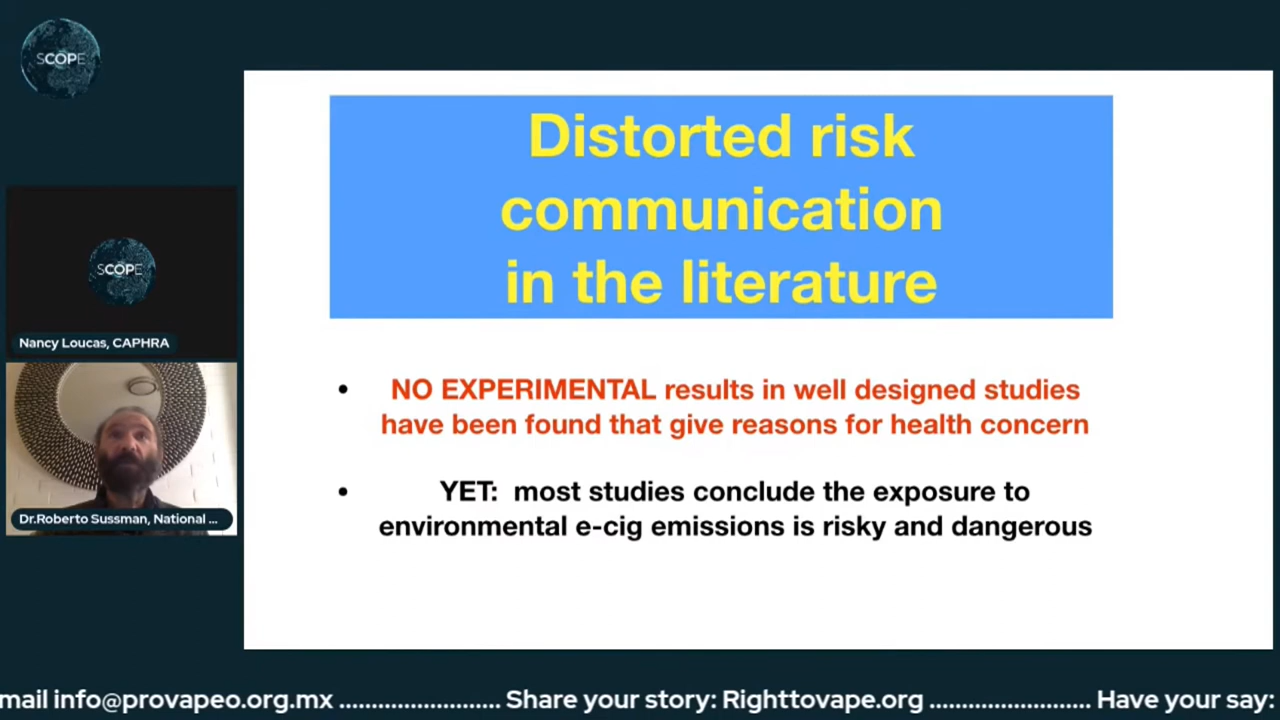 SCOPE
Distorted risk
communication
in the literature
• NO EXPERIMENTAL results in well designed studies
have been found that give reasons for health concern
• YET: most studies conclude the exposure to
environmental e-cig emissions is risky and dangerous
SCOPE
Nancy Loucas, CAPHRA
Dr.Roberto Sussman, National ...
mail info@provapeo.org.mx ........................ Share your story: Righttovape.org ........................ Have your say: